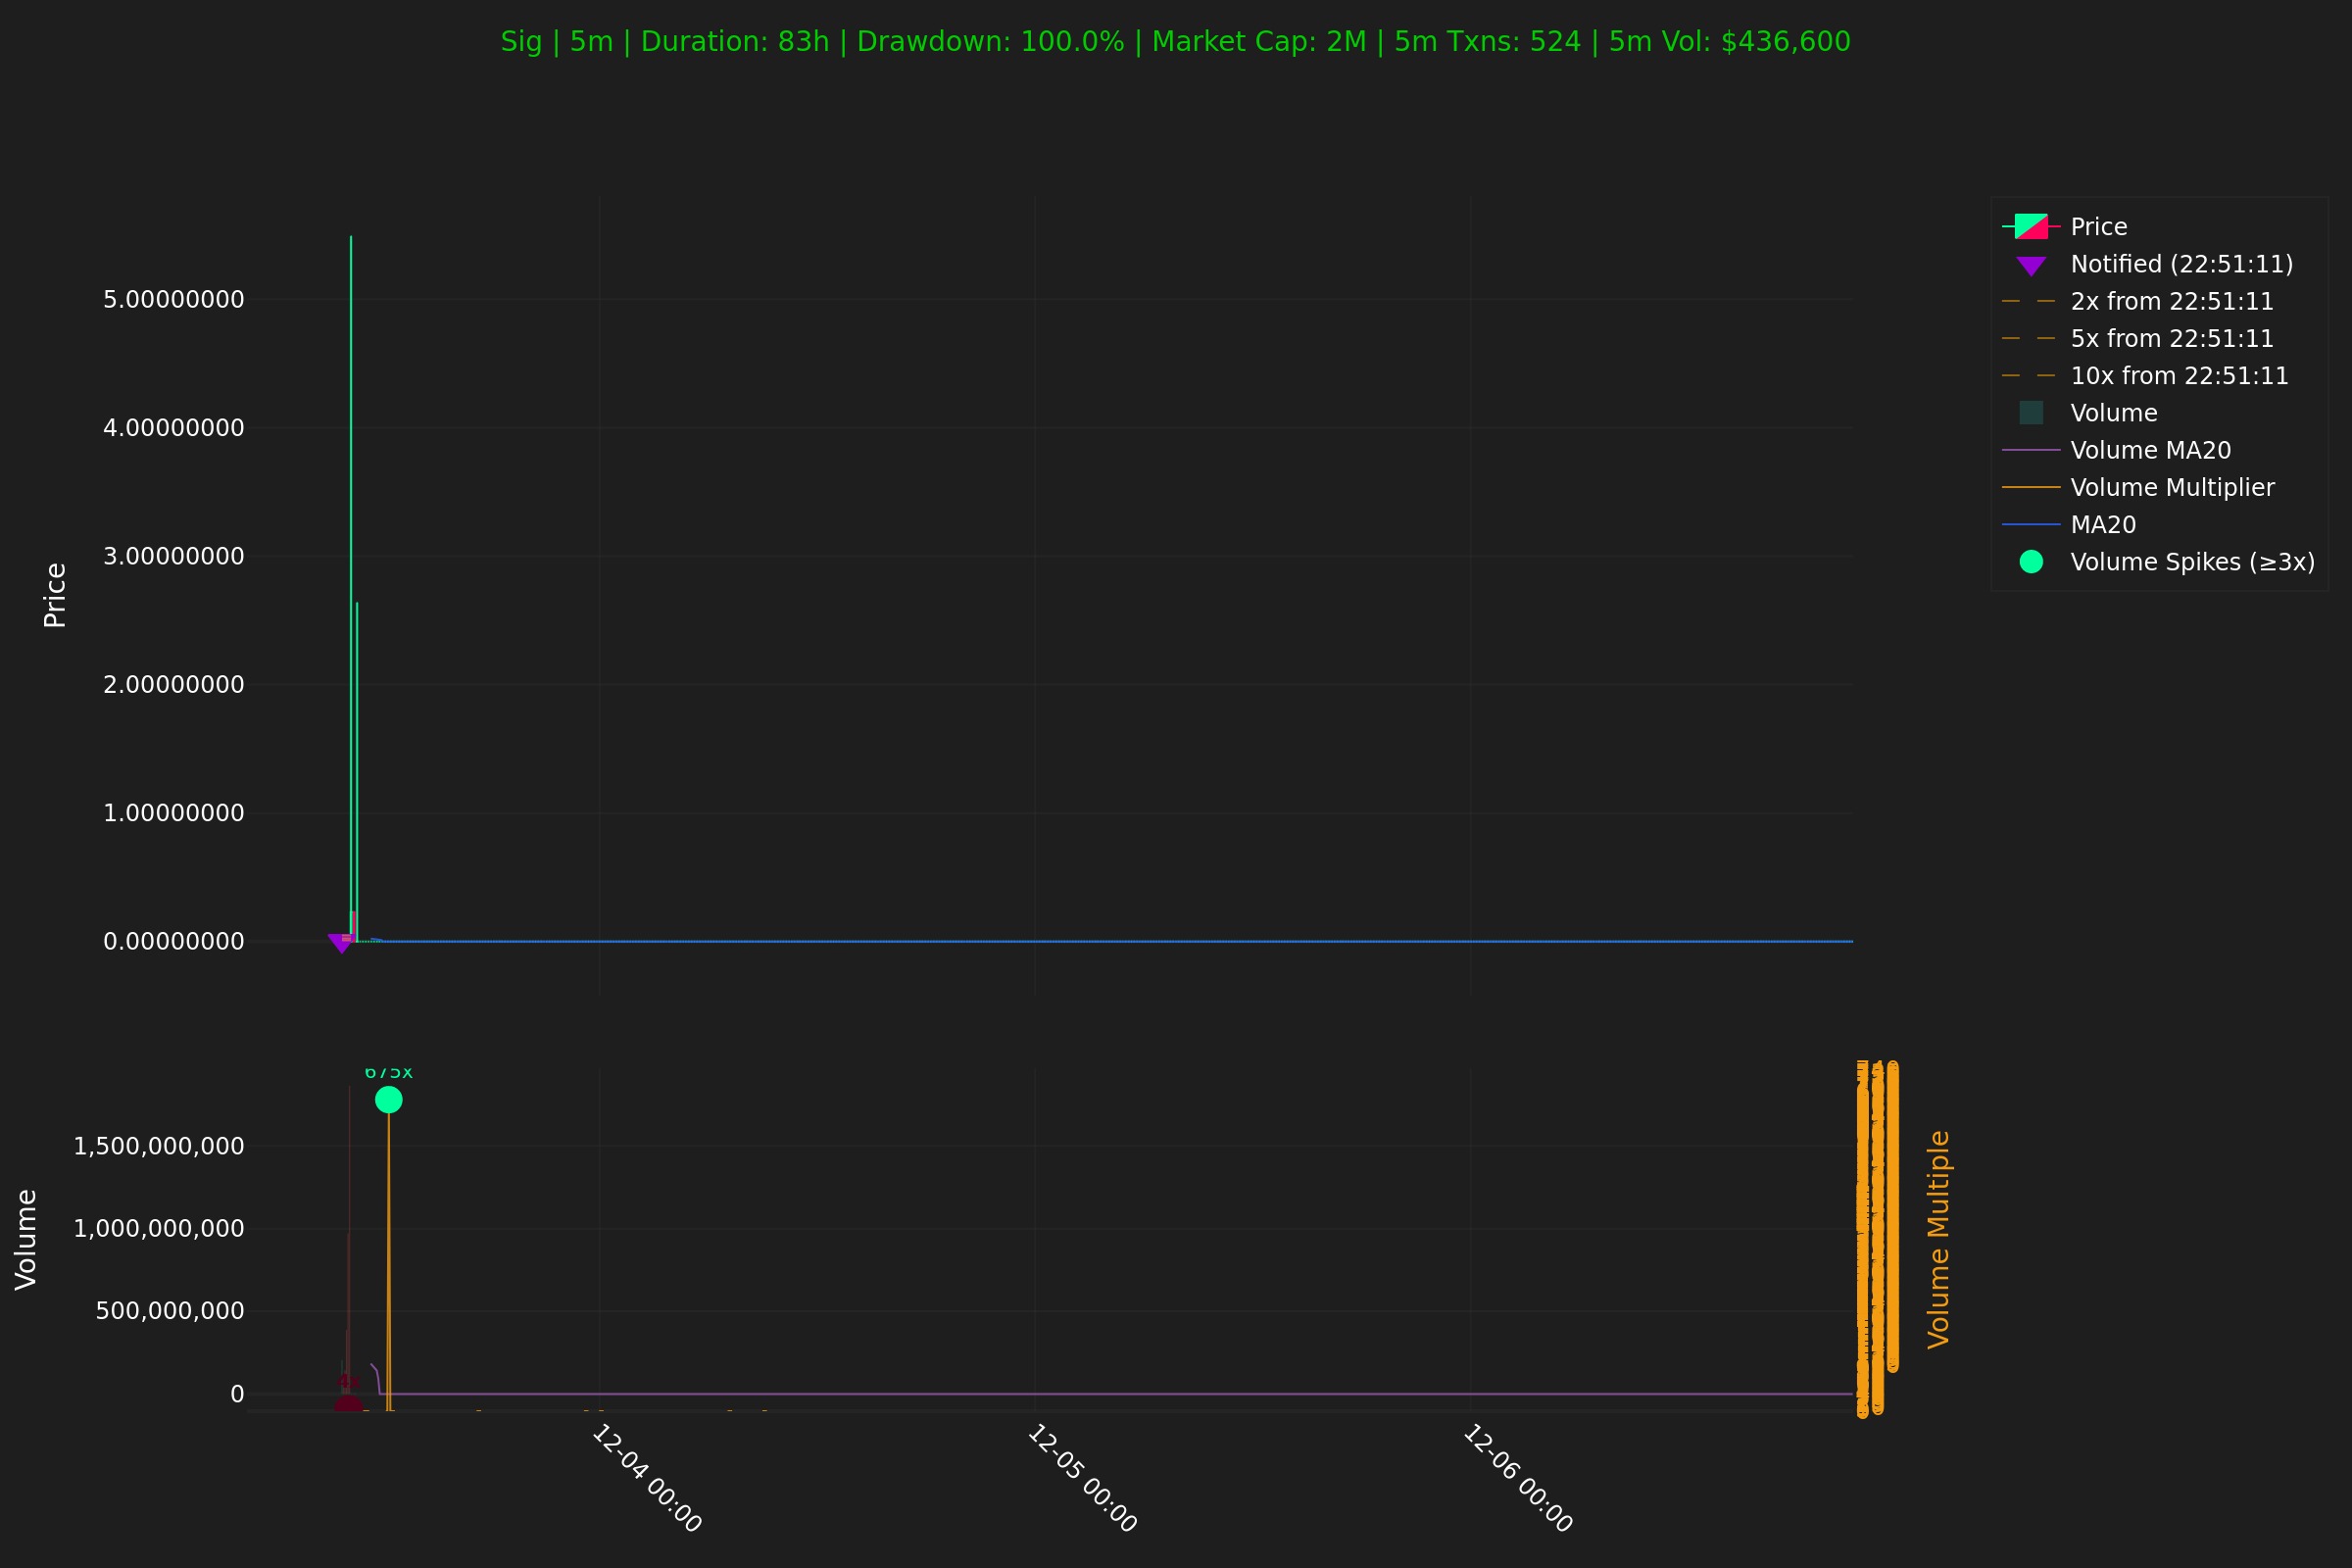 Sig | 5m | Duration: 83h | Drawdown: 100.0% | Market Cap: 2M | 5m Txns: 524 | 5m Vol: $436,600
Price
5.00000000
4.00000000
3.00000000
2.00000000
1.00000000
0.00000000
Price
Notified (22:51:11)
2x from 22:51:11
5x from 22:51:11
10x from 22:51:11
Volume
Volume MA20
Volume Multiplier
MA20
Volume Spikes (≥3x)
Volume
1,500,000,000
1,000,000,000
500,000,000
0
675x
Volume Multiple
12-04 00:00
12-05 00:00
12-06 00:00